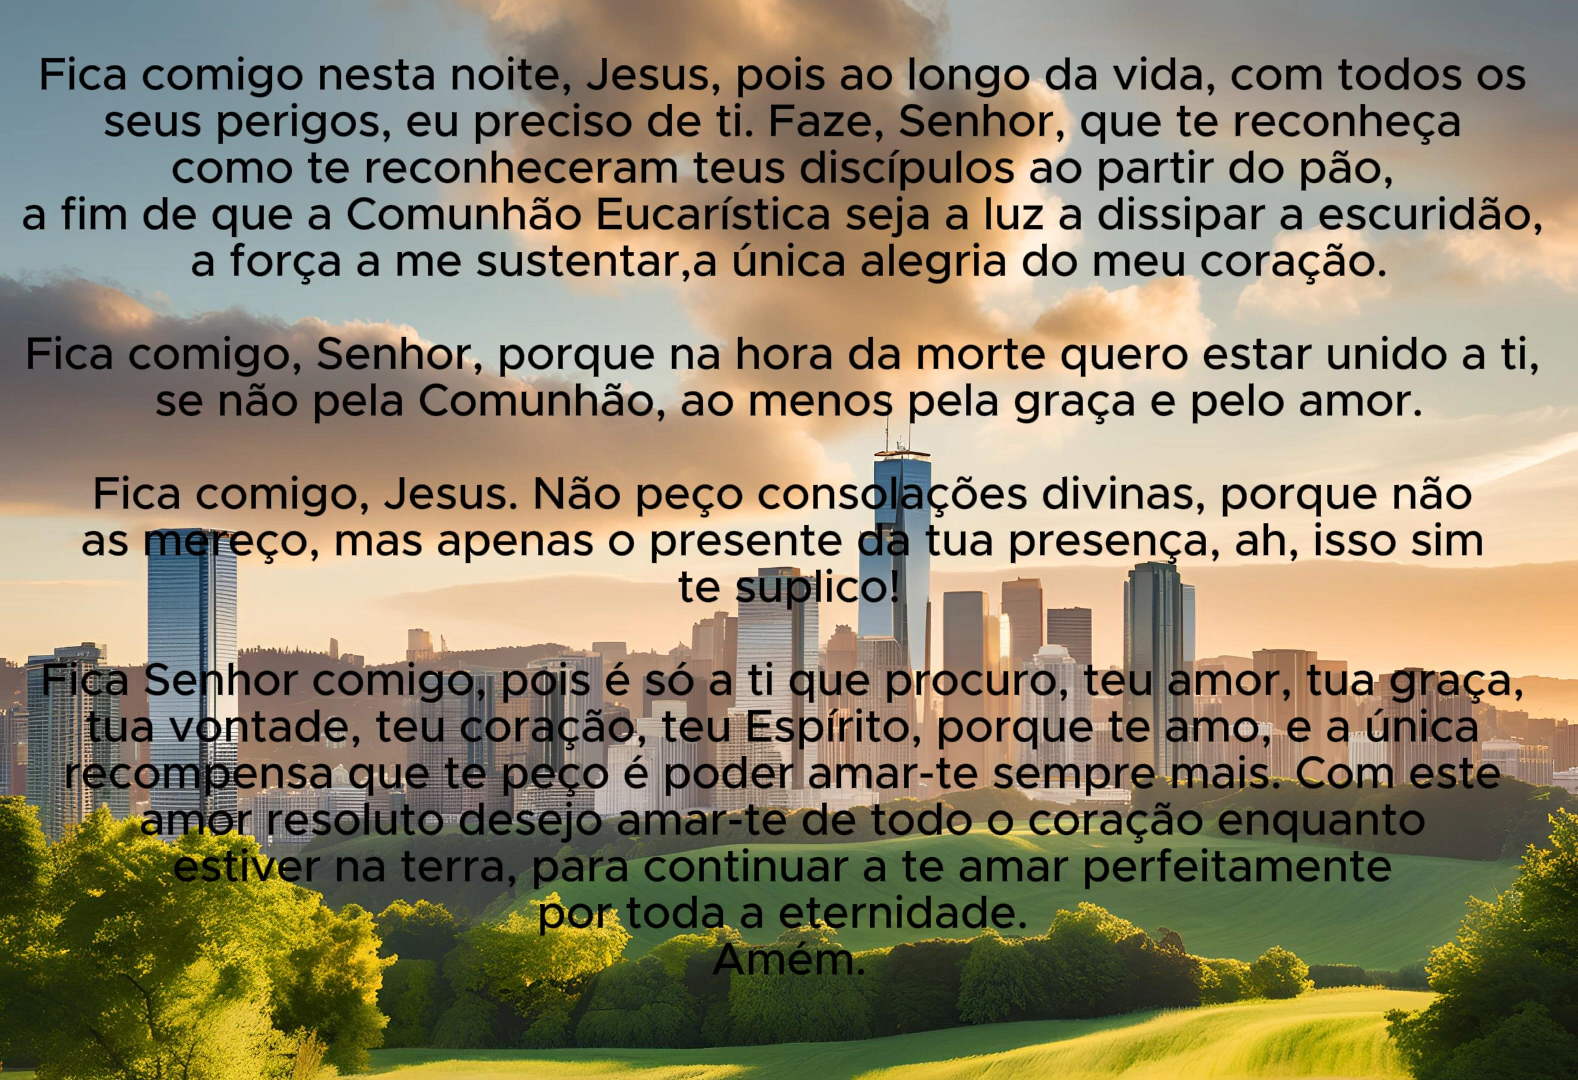 Fica comigo nesta noite, Jesus, pois ao longo da vida, com todos os
seus perigos, eu preciso de ti. Faze, Senhor, que te reconheça
como te reconheceram teus discípulos ao partir do pão,
a fim de que a Comunhão Eucarística seja a luz a dissipar a escuridão,
a força a me sustentar,a única alegria do meu coração.
Fica comigo, Senhor, porque na hora da morte quero estar unido a ti,
se não pela Comunhão, ao menos pela graça e pelo amor.
Fica comigo, Jesus. Não peço consolações divinas, porque não
as mereço, mas apenas o presente da tua presença, ah, isso sim
te suplico!
Fica Senhor comigo, pois é só a ti que procuro, teu amor, tua graça,
tua vontade, teu coração, teu Espírito, porque te amo, e a única
recompensa que te peço é poder amar-te sempre mais. Com este
amor resoluto desejo amar-te de todo o coração enquanto
estiver na terra, para continuar a te amar perfeitamente
por toda a eternidade.
Amém.